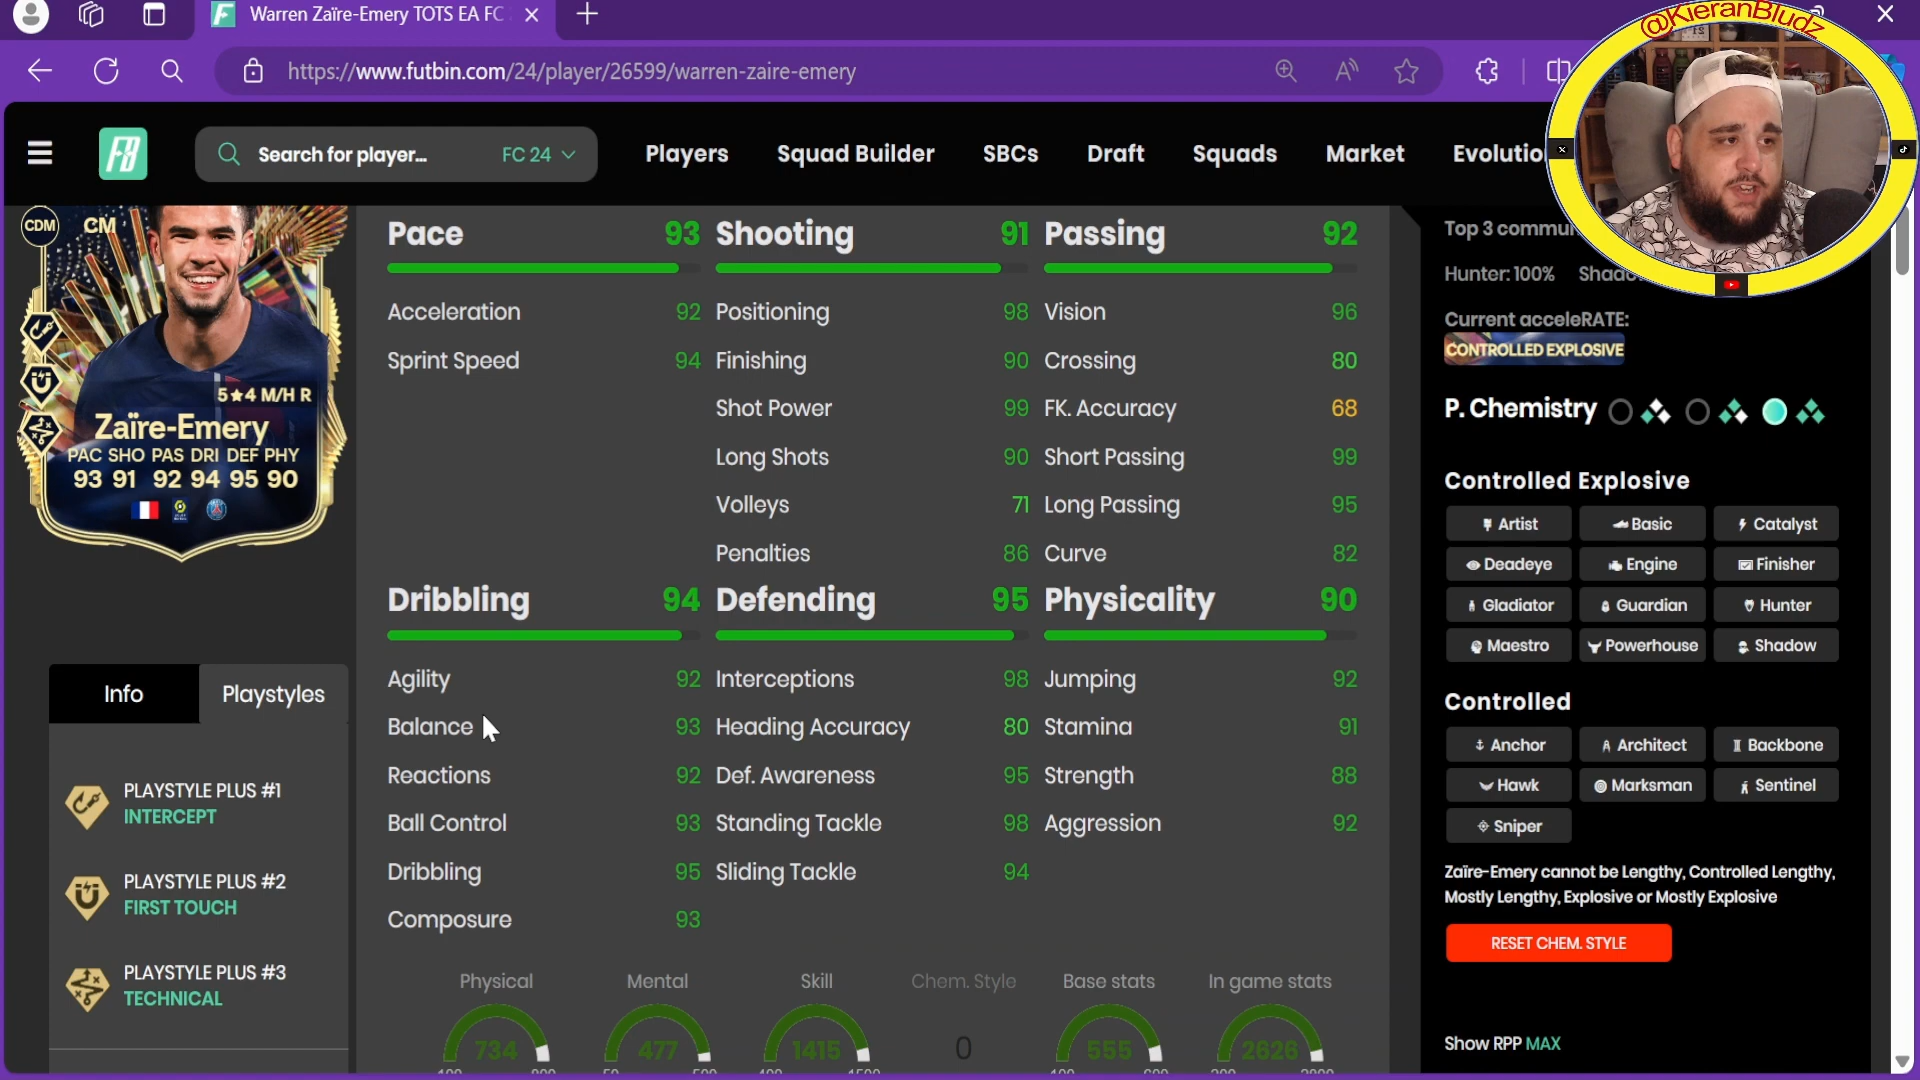 Warren Zaïre-Emery TOTS EA FC
@KieranBludz
https://www.futbin.com/24/player/26599/warren-zaire-emery
Search for player...
FC 24
Players
Squad Builder
SBCs
Draft
Squads
Market
Evolutio
CDM
CM
5★4 M/H R
Zaïre-Emery
PAC SHO PAS DRI DEF PHY
93 91 92 94 95 90
Info
Playstyles
PLAYSTYLE PLUS #1
INTERCEPT
PLAYSTYLE PLUS #2
FIRST TOUCH
PLAYSTYLE PLUS #3
TECHNICAL
Pace 93
Acceleration 92
Sprint Speed 94
Shooting 91
Positioning 98
Finishing 90
Shot Power 99
Long Shots 90
Volleys 71
Penalties 86
Passing 92
Vision 96
Crossing 80
FK. Accuracy 68
Short Passing 99
Long Passing 95
Curve 82
Dribbling 94
Agility 92
Balance 93
Reactions 92
Ball Control 93
Dribbling 95
Composure 93
Defending 95
Interceptions 98
Heading Accuracy 80
Def. Awareness 95
Standing Tackle 98
Sliding Tackle 94
Physicality 90
Jumping 92
Stamina 91
Strength 88
Aggression 92
Physical
734
Mental
477
Skill
1415
Chem. Style
0
Base stats
555
In game stats
2626
Top 3 commu
Hunter: 100% Shado
Current acceleRATE:
CONTROLLED EXPLOSIVE
P. Chemistry
Controlled Explosive
Artist Basic Catalyst
Deadeye Engine Finisher
Gladiator Guardian Hunter
Maestro Powerhouse Shadow
Controlled
Anchor Architect Backbone
Hawk Marksman Sentinel
Sniper
Zaïre-Emery cannot be Lengthy, Controlled Lengthy,
Mostly Lengthy, Explosive or Mostly Explosive
RESET CHEM. STYLE
Show RPP MAX